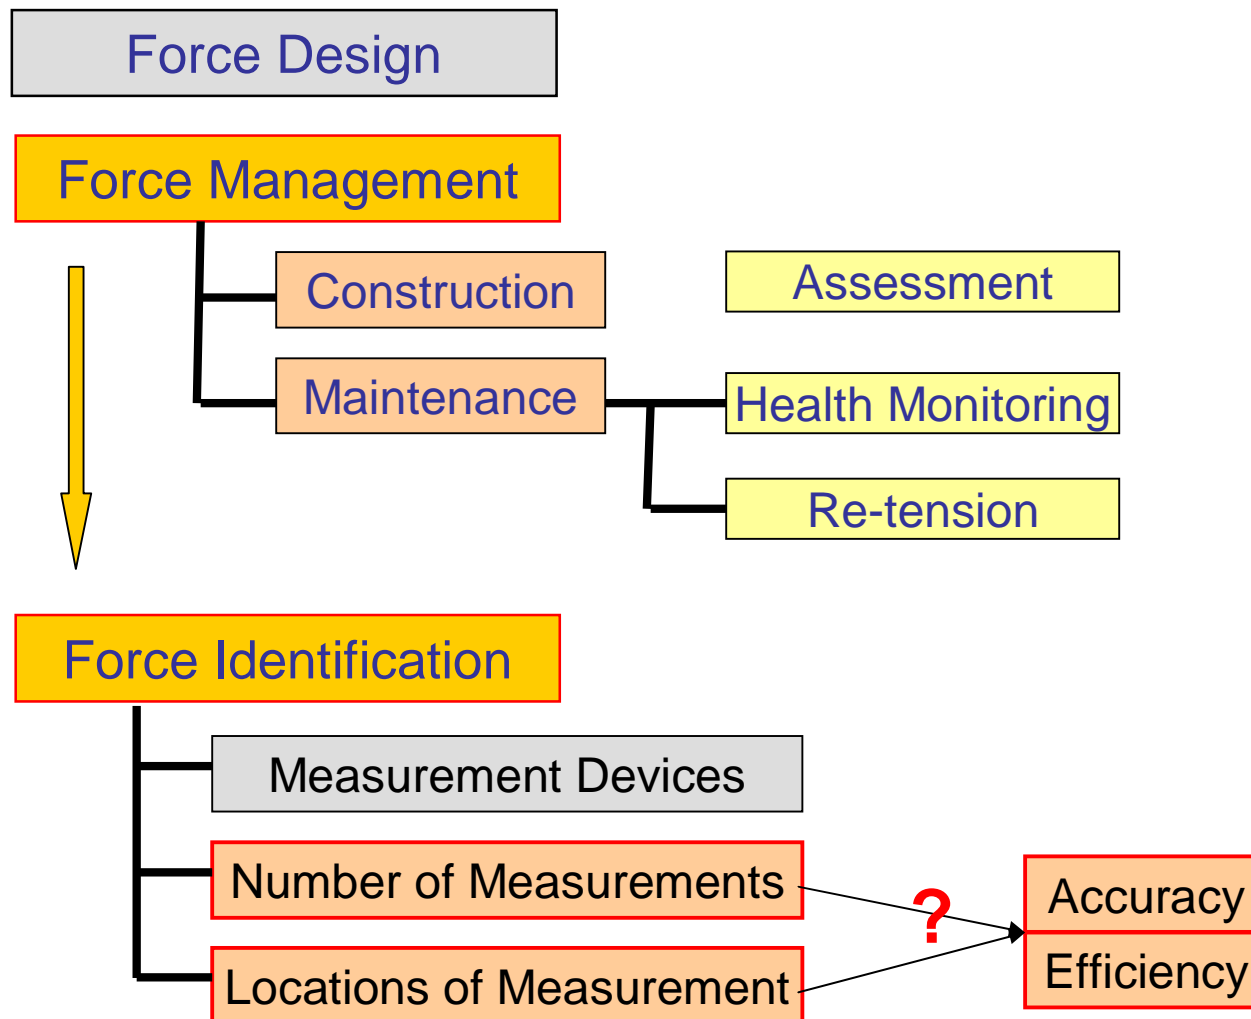 Force Design
Force Management
Construction
Assessment
Maintenance
Health Monitoring
Re-tension
Force Identification
Measurement Devices
Number of Measurements
?
Accuracy
Locations of Measurement
Efficiency